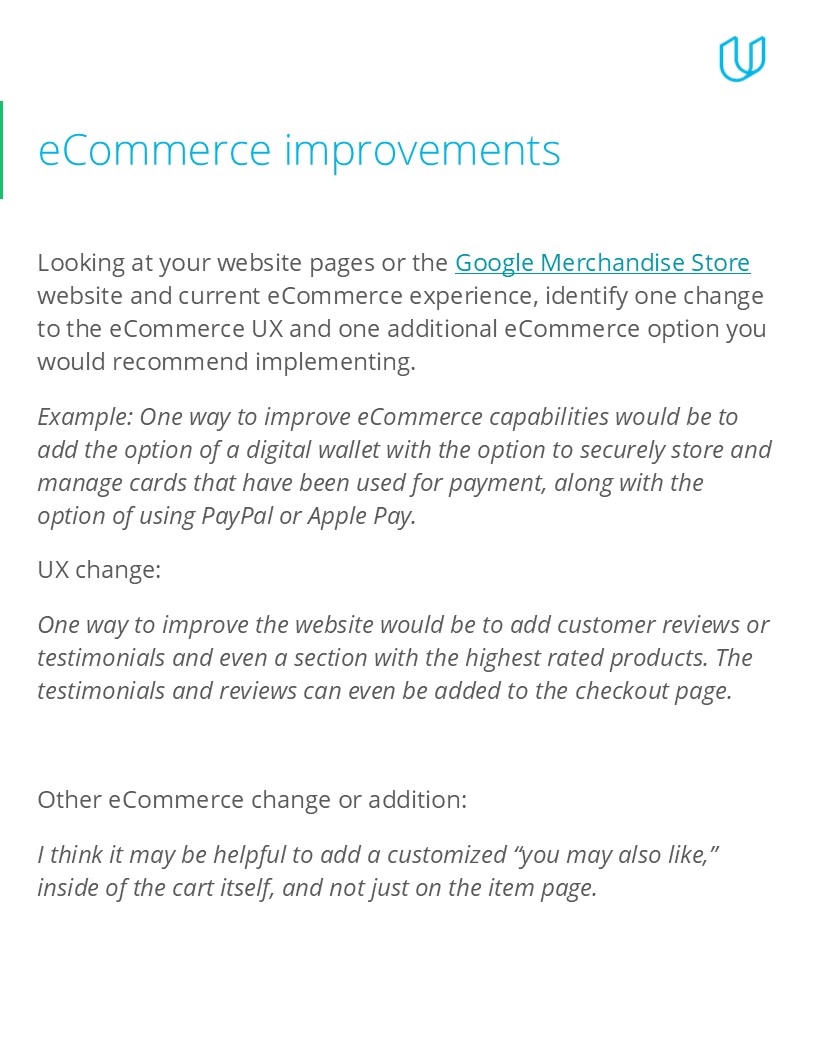 eCommerce improvements
Looking at your website pages or the Google Merchandise Store
website and current eCommerce experience, identify one change
to the eCommerce UX and one additional eCommerce option you
would recommend implementing.
Example: One way to improve eCommerce capabilities would be to
add the option of a digital wallet with the option to securely store and
manage cards that have been used for payment, along with the
option of using PayPal or Apple Pay.
UX change:
One way to improve the website would be to add customer reviews or
testimonials and even a section with the highest rated products. The
testimonials and reviews can even be added to the checkout page.
Other eCommerce change or addition:
I think it may be helpful to add a customized “you may also like,”
inside of the cart itself, and not just on the item page.